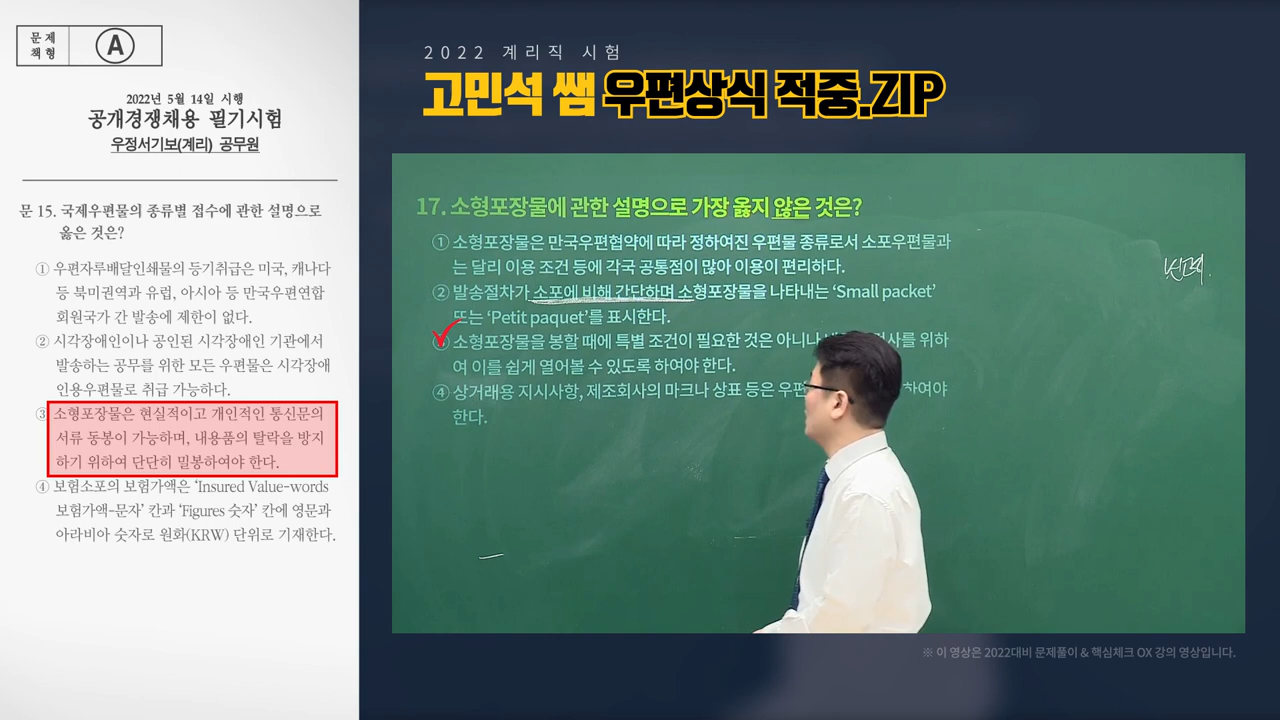 문제
책형
A
2022년 5월 14일 시행
공개경쟁채용 필기시험
우정서기보(계리) 공무원
문 15. 국제우편물의 종류별 접수에 관한 설명으로
옳은 것은?
① 우편자루배달인쇄물의 등기취급은 미국, 캐나다
등 북미권역과 유럽, 아시아 등 만국우편연합
회원국가 간 발송에 제한이 없다.
② 시각장애인이나 공인된 시각장애인 기관에서
발송하는 공무를 위한 모든 우편물은 시각장애
인용우편물로 취급 가능하다.
③ 소형포장물은 현실적이고 개인적인 통신문의
서류 동봉이 가능하며, 내용품의 탈락을 방지
하기 위하여 단단히 밀봉하여야 한다.
④ 보험소포의 보험가액은 ‘Insured Value-words
보험가액-문자’ 칸과 ‘Figures 숫자’ 칸에 영문과
아라비아 숫자로 원화(KRW) 단위로 기재한다.
2022 계리직 시험
고민석 쌤 우편상식 적중.ZIP
17. 소형포장물에 관한 설명으로 가장 옳지 않은 것은?
① 소형포장물은 만국우편협약에 따라 정하여진 우편물 종류로서 소포우편물과
는 달리 이용 조건 등에 각국 공통점이 많아 이용이 편리하다.
② 발송절차가 소포에 비해 간단하며 소형포장물을 나타내는 ‘Small packet’
또는 ‘Petit paquet’를 표시한다.
소형포장물을 봉할 때에 특별 조건이 필요한 것은 아니나 위하
여 이를 쉽게 열어볼 수 있도록 하여야 한다.
④ 상거래용 지시사항, 제조회사의 마크나 상표 등은 하여야
한다.
※ 이 영상은 2022대비 문제풀이 & 핵심체크 OX 강의 영상입니다.